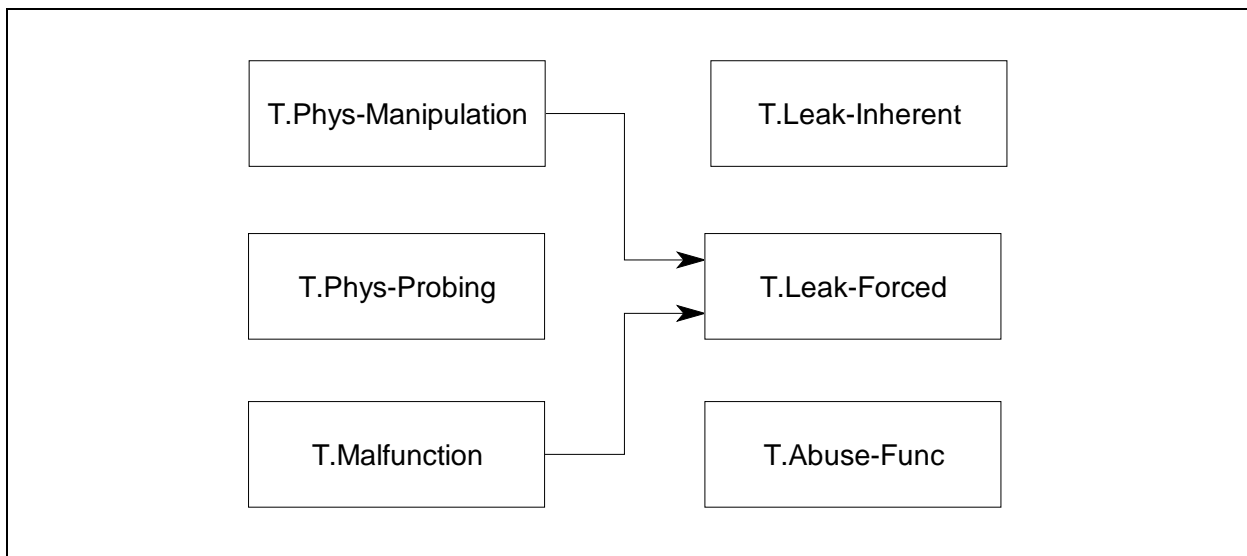 T.Phys-Manipulation
T.Leak-Inherent
T.Phys-Probing
T.Leak-Forced
T.Malfunction
T.Abuse-Func